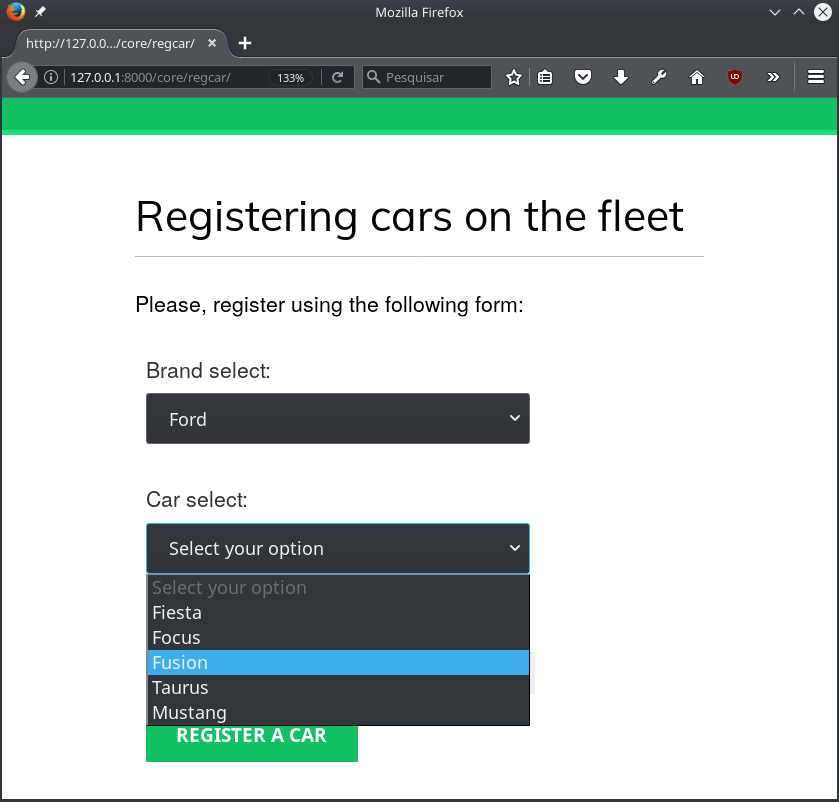 Mozilla Firefox
http://127.0.0.../core/regcar/
127.0.0.1:8000/core/regcar/ 133% Pesquisar
Registering cars on the fleet
Please, register using the following form:
Brand select:
Ford
Car select:
Select your option
Select your option
Fiesta
Focus
Fusion
Taurus
Mustang
REGISTER A CAR